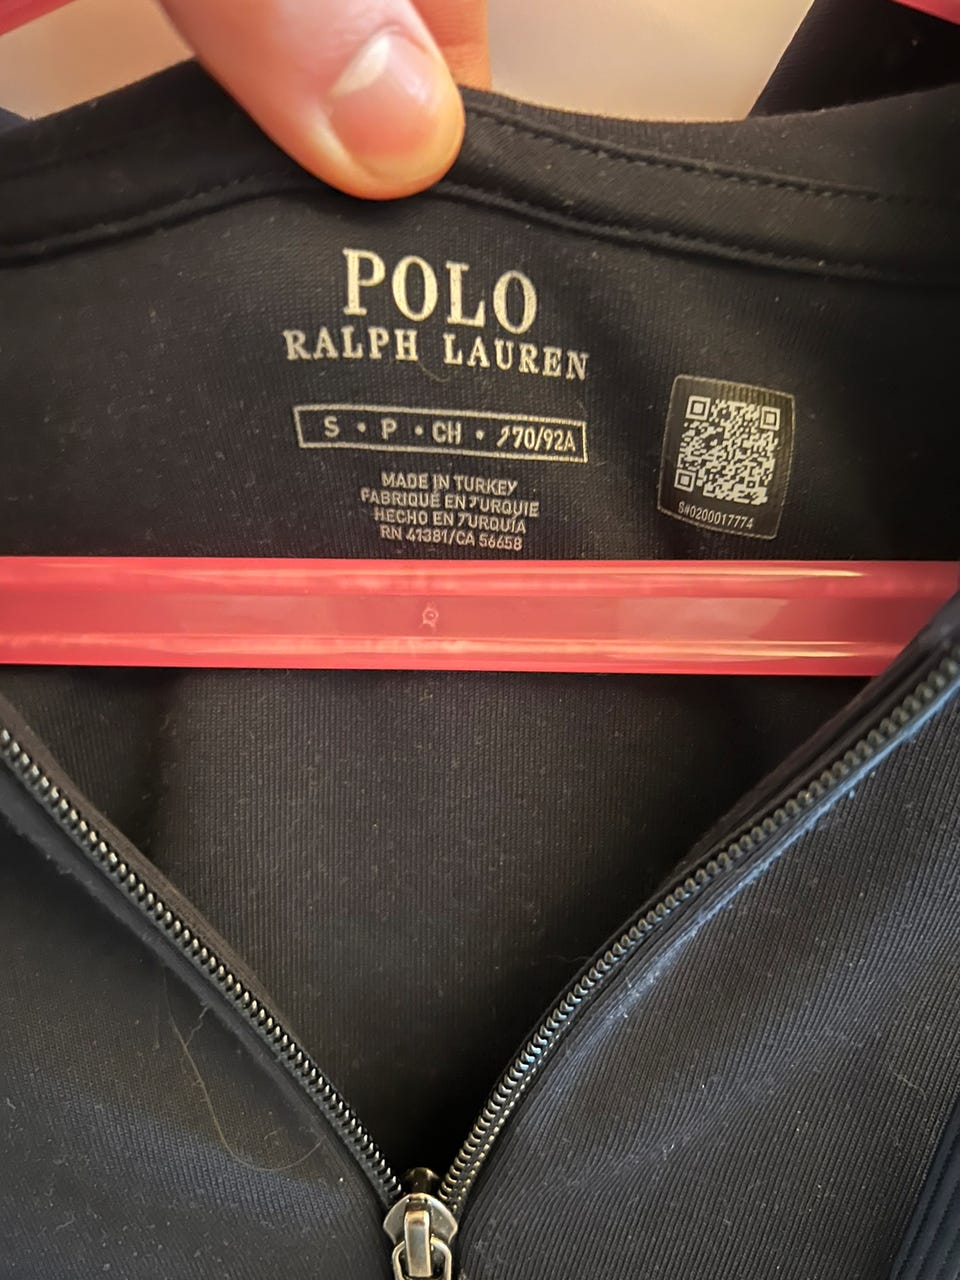 POLO
RALPH LAUREN
S • P • CH • 170/92A
MADE IN TURKEY
FABRIQUÉ EN TURQUIE
HECHO EN TURQUÍA
RN 41381/CA 56658
S#0200017774